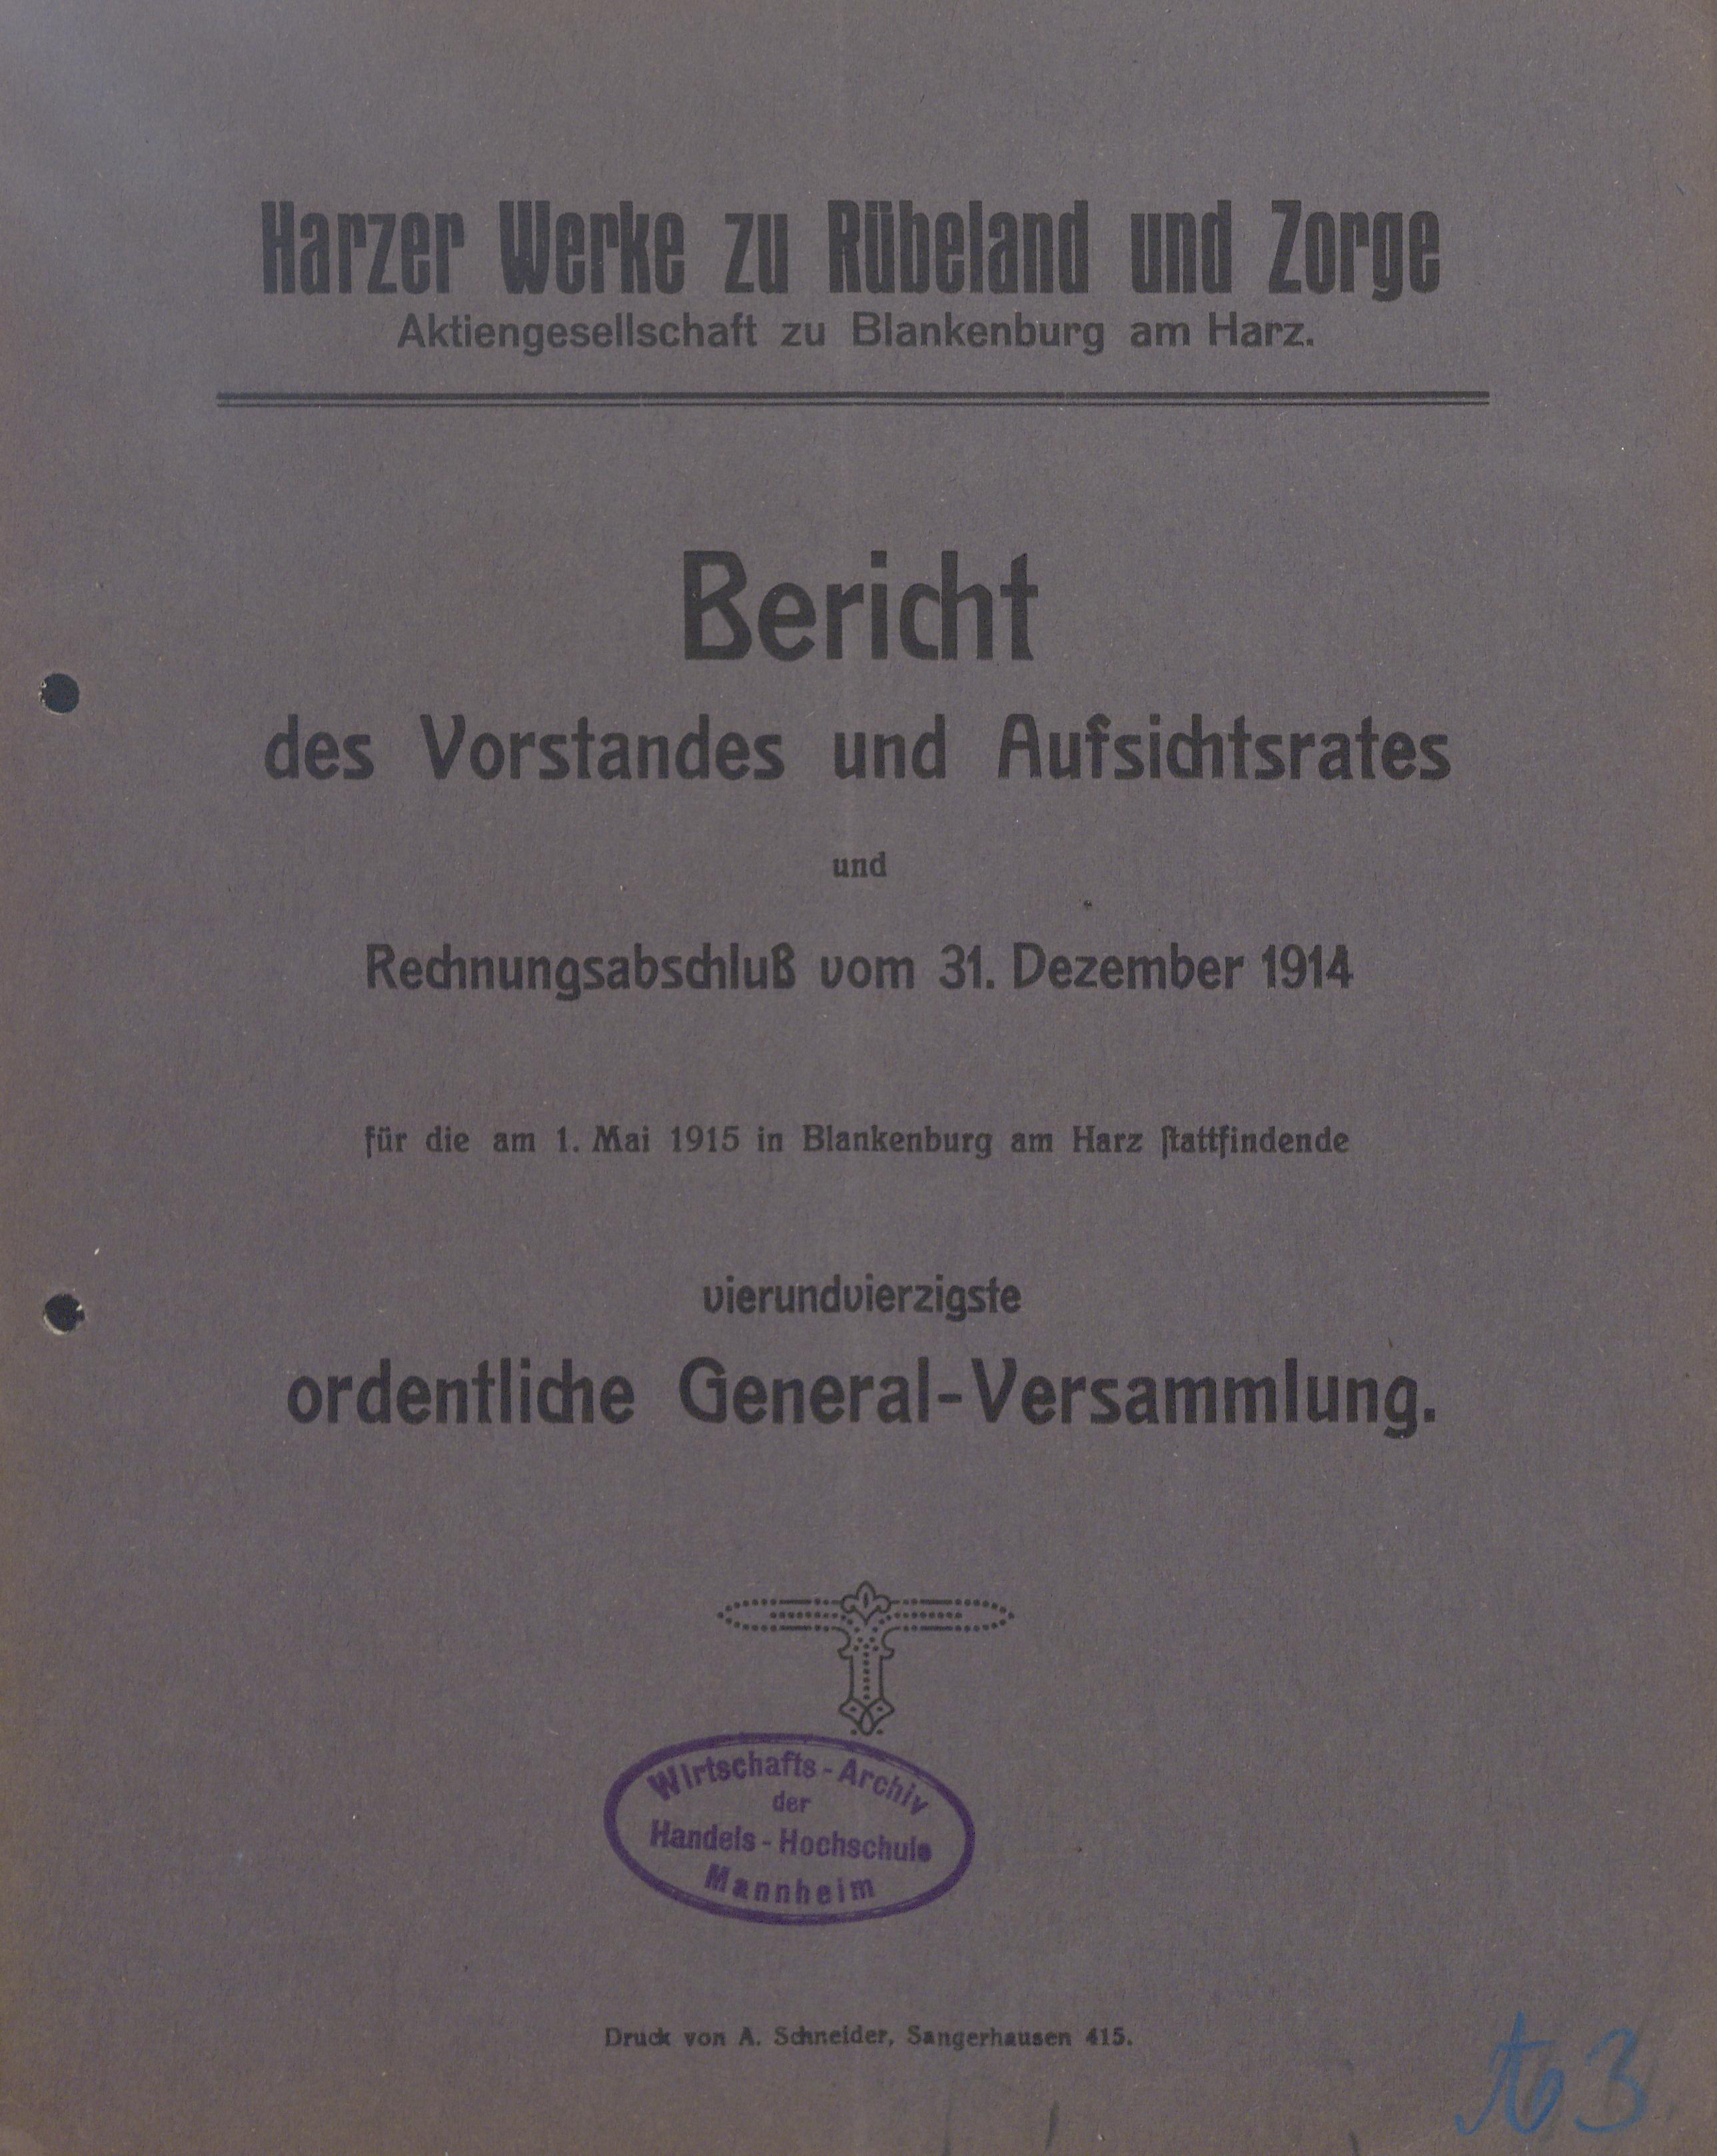 Harzer Werke zu Rübeland und Zorge
Aktiengesellschaft zu Blankenburg am Harz.
Bericht
des Vorstandes und Aufsichtsrates
und
Rechnungsabschluß vom 31. Dezember 1914
für die am 1. Mai 1915 in Blankenburg am Harz ſtattfindende
vierundvierzigste
ordentliche General-Versammlung.
Wirtschafts-Archiv
der
Handels-Hochschule
Mannheim
Druck von A. Schneider, Sangerhausen 415.
3